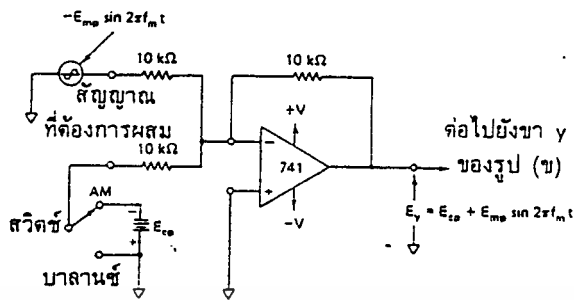 −E_mp sin 2πf_m t
10 kΩ
10 kΩ
สัญญาณ
ที่ต้องการผสม
10 kΩ
+V
−
741
+
−V
ต่อไปยังขา y
ของรูป (ข)
AM
สวิตช์
−
E_cp
+
บาลานซ์
E_y = E_cp + E_mp sin 2πf_m t